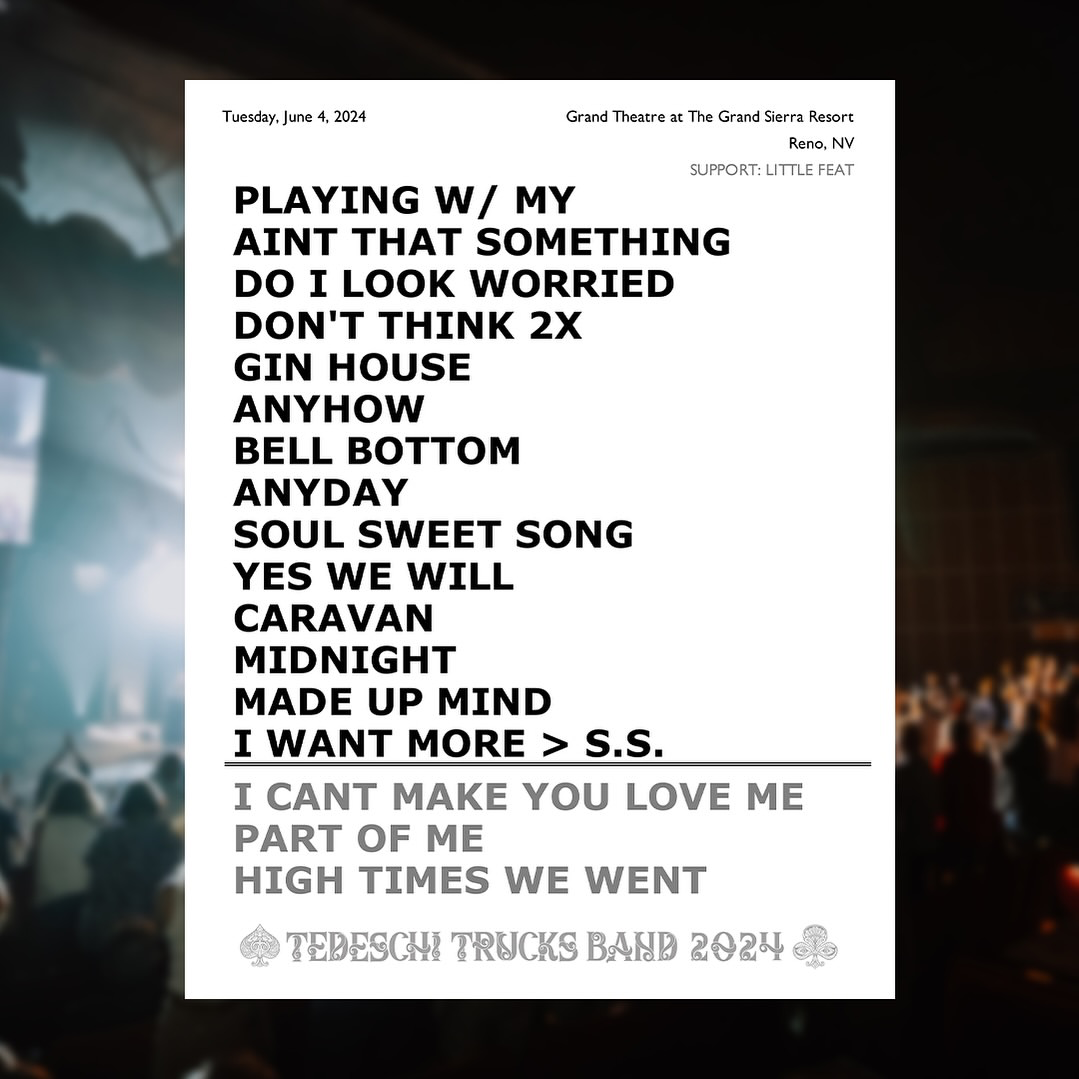 Tuesday, June 4, 2024
Grand Theatre at The Grand Sierra Resort
Reno, NV
SUPPORT: LITTLE FEAT
PLAYING W/ MY
AINT THAT SOMETHING
DO I LOOK WORRIED
DON'T THINK 2X
GIN HOUSE
ANYHOW
BELL BOTTOM
ANYDAY
SOUL SWEET SONG
YES WE WILL
CARAVAN
MIDNIGHT
MADE UP MIND
I WANT MORE > S.S.
I CANT MAKE YOU LOVE ME
PART OF ME
HIGH TIMES WE WENT
TEDESCHI TRUCKS BAND 2024